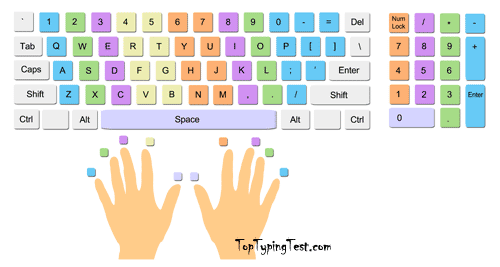 ` 1 2 3 4 5 6 7 8 9 0 - = Del Num Lock / * -
Tab Q W E R T Y U I O P [ ] \ 7 8 9 +
Caps A S D F G H J K L ; ' Enter 4 5 6
Shift Z X C V B N M , . / Shift 1 2 3 Enter
Ctrl Alt Space Alt Ctrl 0 .
TopTypingTest.com